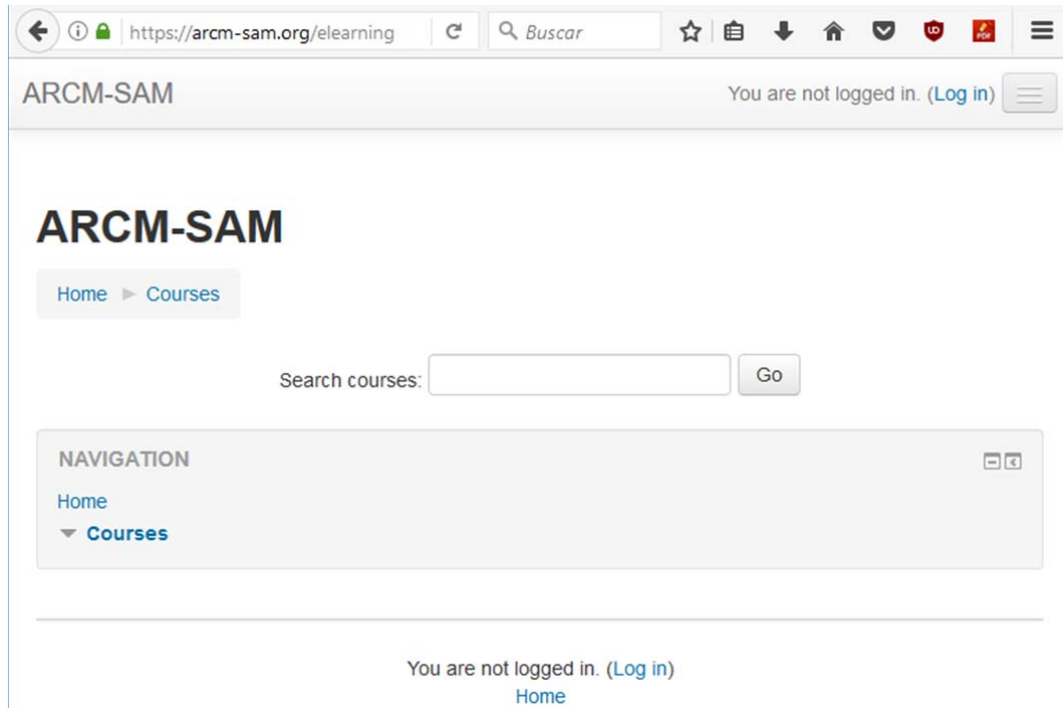 https://arcm-sam.org/elearning Buscar
ARCM-SAM You are not logged in. (Log in)
ARCM-SAM
Home ► Courses
Search courses: Go
NAVIGATION
Home
Courses
You are not logged in. (Log in)
Home